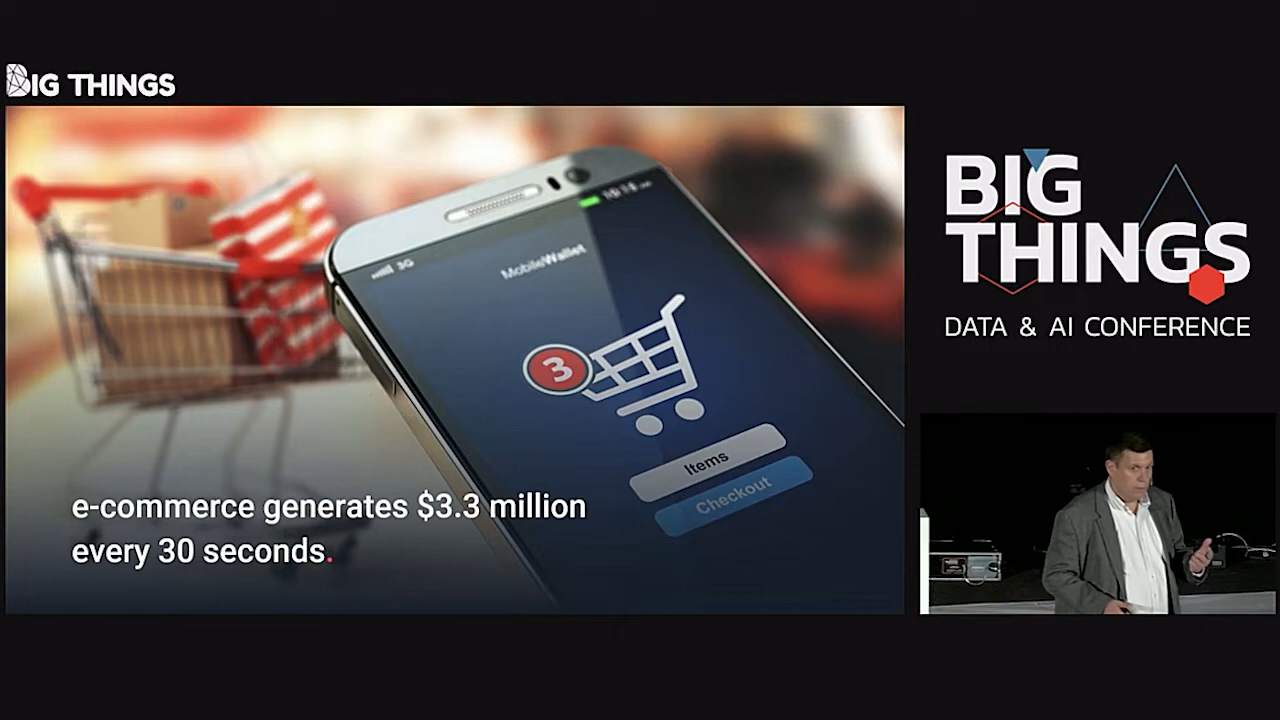 BIG THINGS
3G
MobileWallet
3
Items
Checkout
e-commerce generates $3.3 million
every 30 seconds.
BIG
THINGS
DATA & AI CONFERENCE